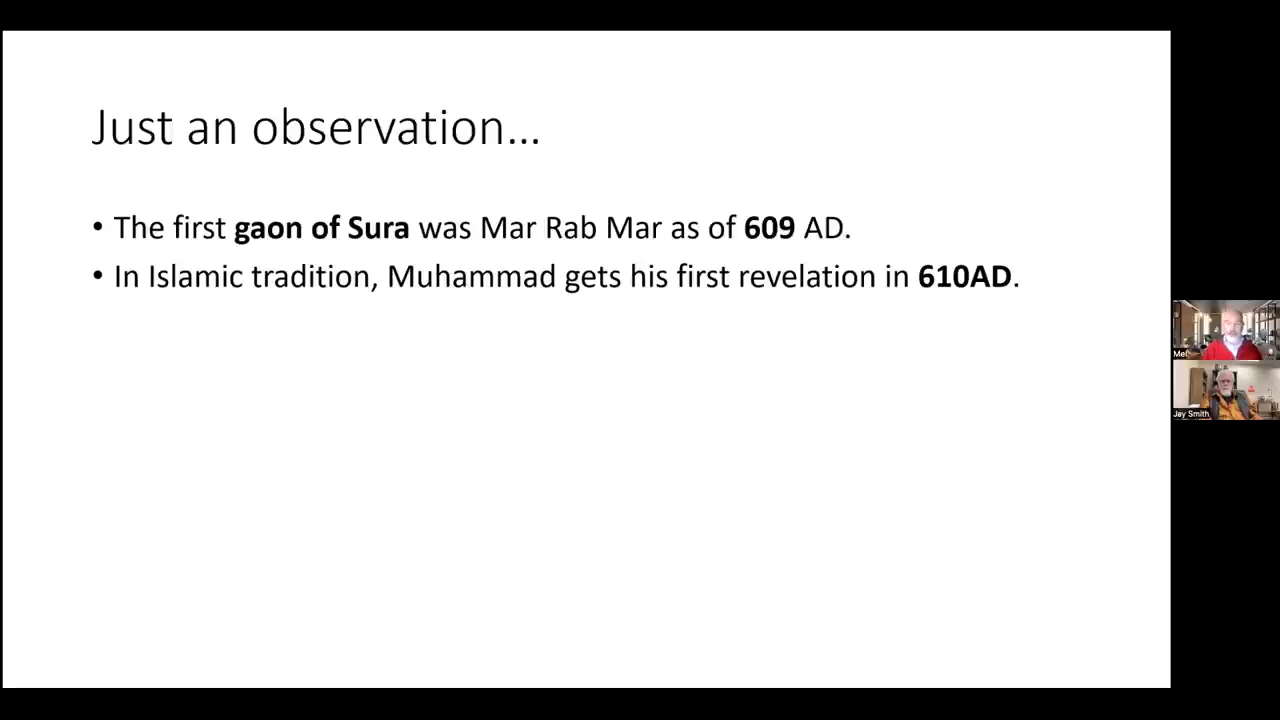 Just an observation...
• The first gaon of Sura was Mar Rab Mar as of 609 AD.
• In Islamic tradition, Muhammad gets his first revelation in 610AD.
Mel
Jay Smith